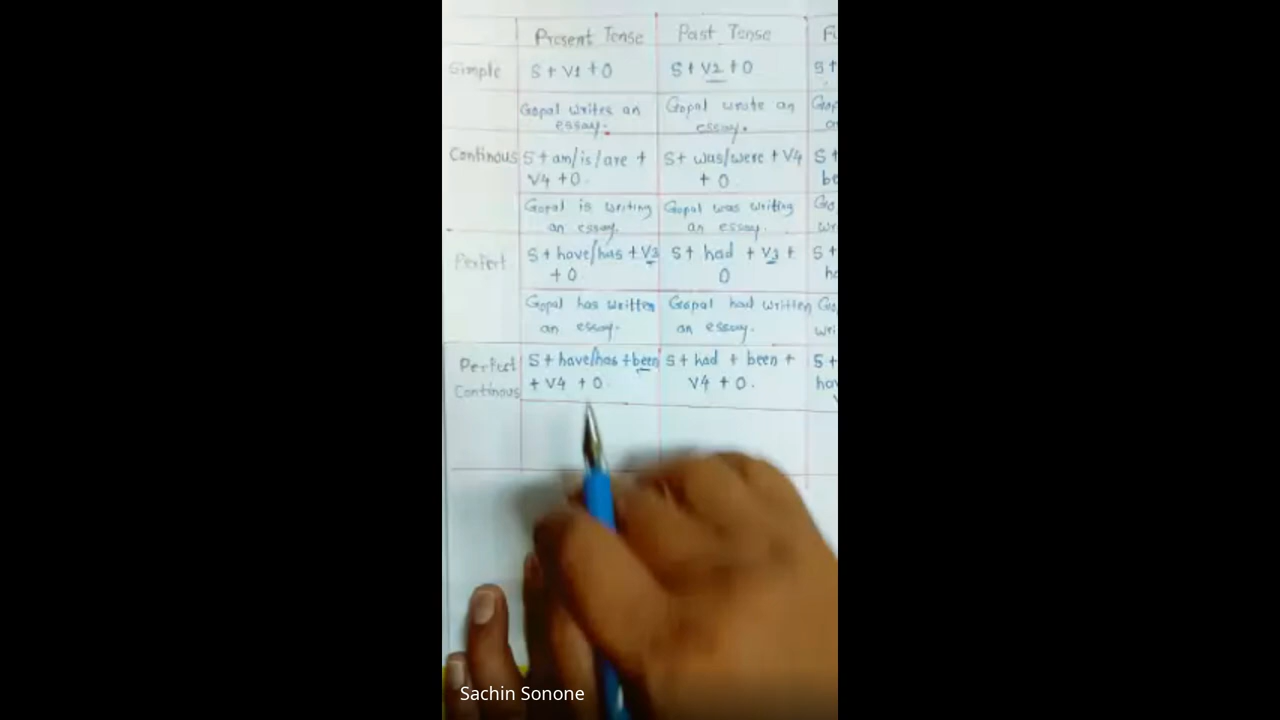 Present Tense Past Tense
Simple S + V1 + O S + V2 + O S +
Gopal writes an Gopal wrote an
essay. essay.
Continous S + am/is/are + S + was/were + V4 S +
V4 + O. + O be
Gopal is writing Gopal was writing
an essay. an essay.
Perfect S + have/has + V3 S + had + V3 + S +
+ O O
Gopal has written Gopal had written
an essay. an essay.
Perfect S + have/has + been S + had + been + S +
Continous + V4 + O V4 + O.
Sachin Sonone